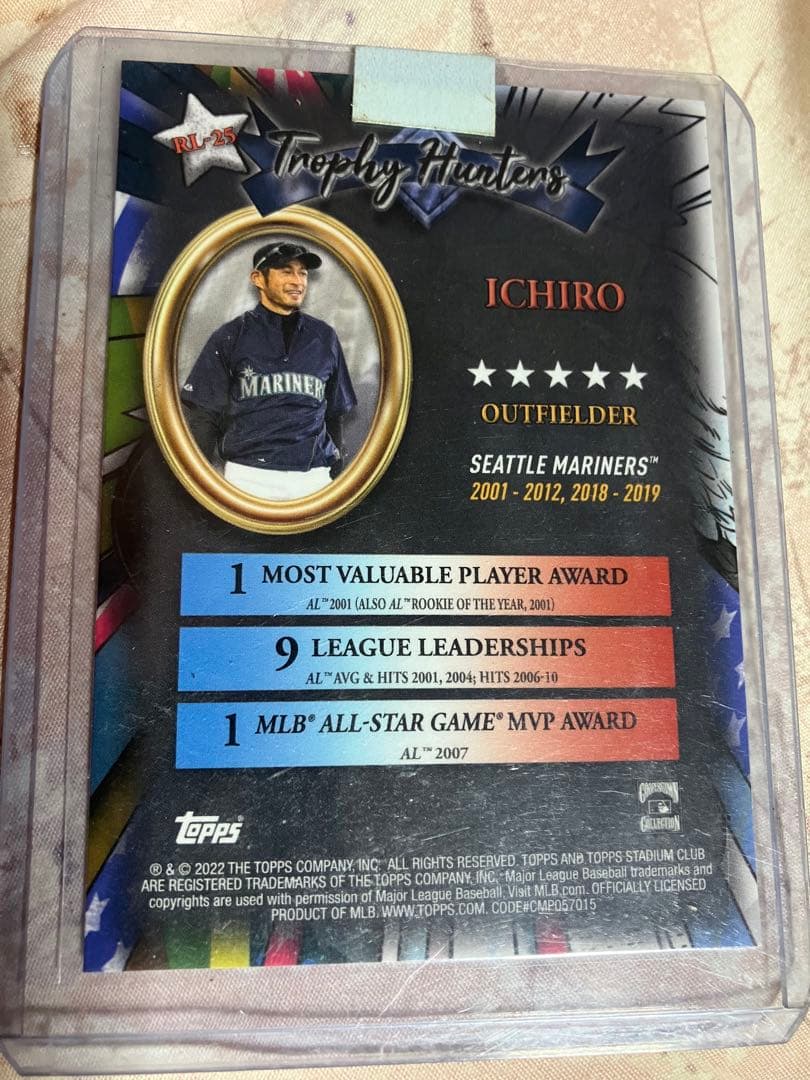 RL-25
Trophy Hunters
MARINER
ICHIRO
OUTFIELDER
SEATTLE MARINERS™
2001 - 2012, 2018 - 2019
1 MOST VALUABLE PLAYER AWARD
AL™ 2001 (ALSO AL™ ROOKIE OF THE YEAR, 2001)
9 LEAGUE LEADERSHIPS
AL™ AVG & HITS 2001, 2004; HITS 2006-10
1 MLB® ALL-STAR GAME® MVP AWARD
AL™ 2007
COOPERSTOWN
COLLECTION
TOPPS
® & © 2022 THE TOPPS COMPANY, INC. ALL RIGHTS RESERVED. TOPPS AND TOPPS STADIUM CLUB
ARE REGISTERED TRADEMARKS OF THE TOPPS COMPANY, INC. Major League Baseball trademarks and
copyrights are used with permission of Major League Baseball. Visit MLB.com. OFFICIALLY LICENSED
PRODUCT OF MLB. WWW.TOPPS.COM. CODE#CMP057015